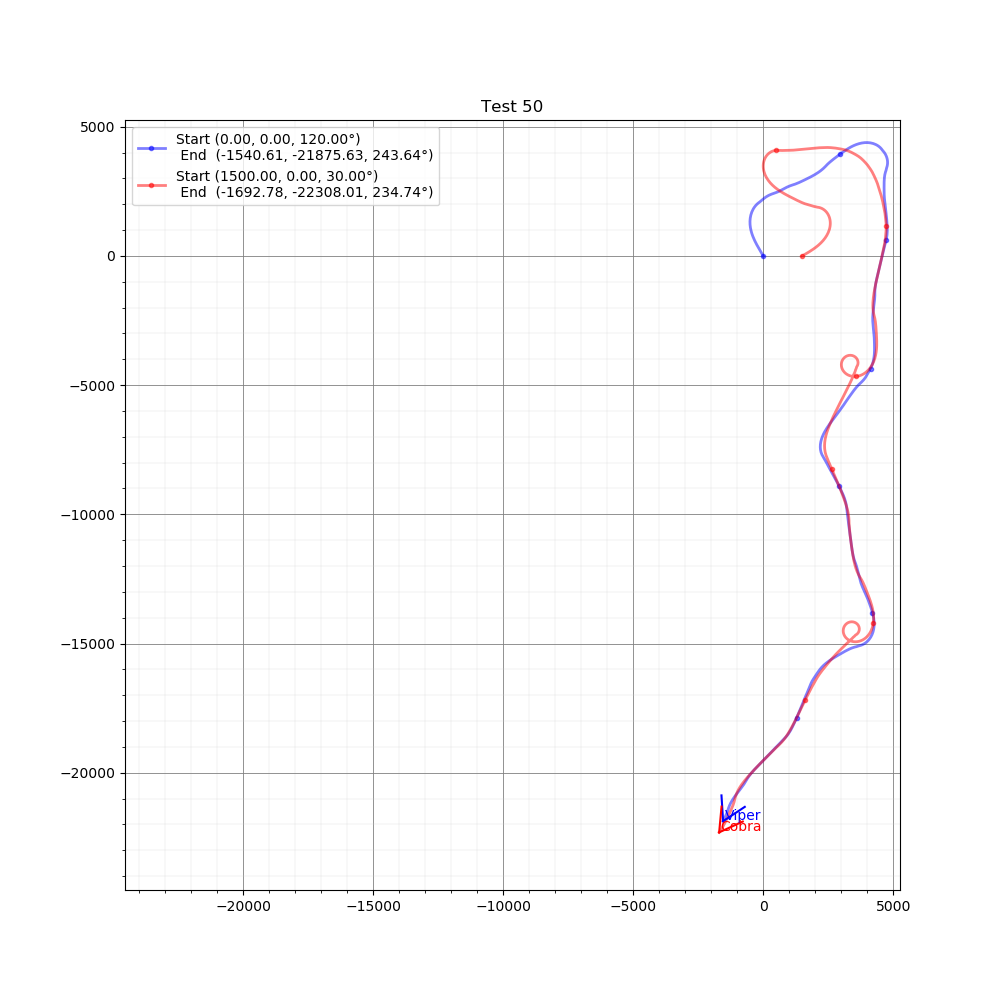 Test 50
Start (0.00, 0.00, 120.00°)
End (-1540.61, -21875.63, 243.64°)
Start (1500.00, 0.00, 30.00°)
End (-1692.78, -22308.01, 234.74°)
5000
0
−5000
−10000
−15000
−20000
Viper
Cobra
−20000 −15000 −10000 −5000 0 5000